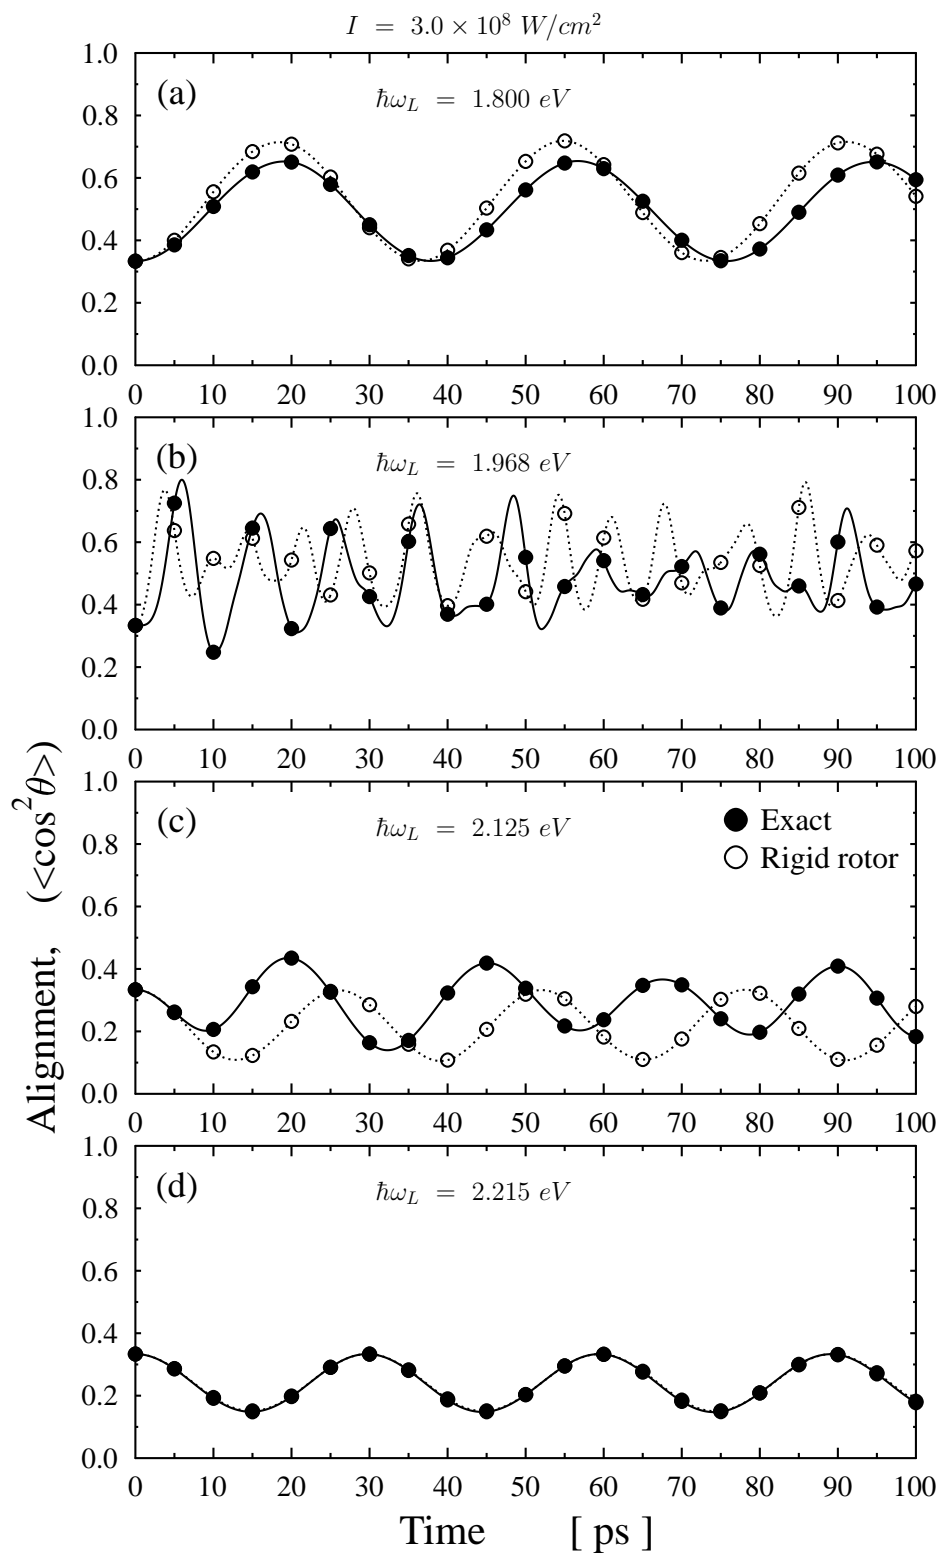 I = 3.0 × 10⁸ W/cm²
1.0
(a)
ħω_L = 1.800 eV
0.8
0.6
0.4
0.2
0.0
0 10 20 30 40 50 60 70 80 90 100
1.0
(b)
ħω_L = 1.968 eV
0.8
0.6
0.4
0.2
0.0
0 10 20 30 40 50 60 70 80 90 100
1.0
(c)
ħω_L = 2.125 eV
Exact
Rigid rotor
0.8
0.6
0.4
0.2
0.0
0 10 20 30 40 50 60 70 80 90 100
1.0
(d)
ħω_L = 2.215 eV
0.8
0.6
0.4
0.2
0.0
0 10 20 30 40 50 60 70 80 90 100
Time [ ps ]
Alignment, (<cos²θ>)